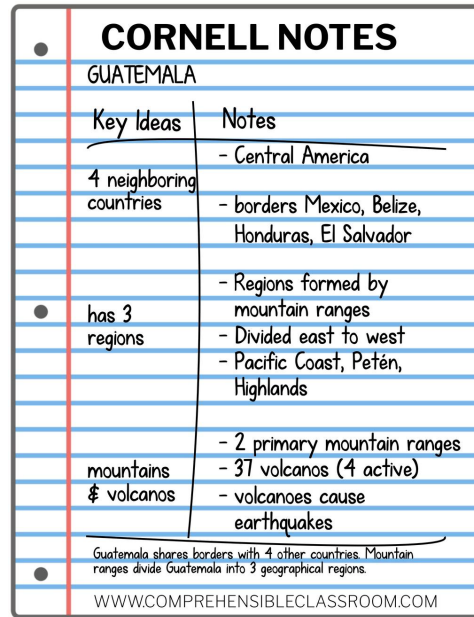 CORNELL NOTES
GUATEMALA
Key Ideas
Notes
- Central America
4 neighboring
countries
- borders Mexico, Belize,
Honduras, El Salvador
has 3
regions
- Regions formed by
mountain ranges
- Divided east to west
- Pacific Coast, Petén,
Highlands
mountains
& volcanos
- 2 primary mountain ranges
- 37 volcanos (4 active)
- volcanoes cause
earthquakes
Guatemala shares borders with 4 other countries. Mountain
ranges divide Guatemala into 3 geographical regions.
WWW.COMPREHENSIBLECLASSROOM.COM